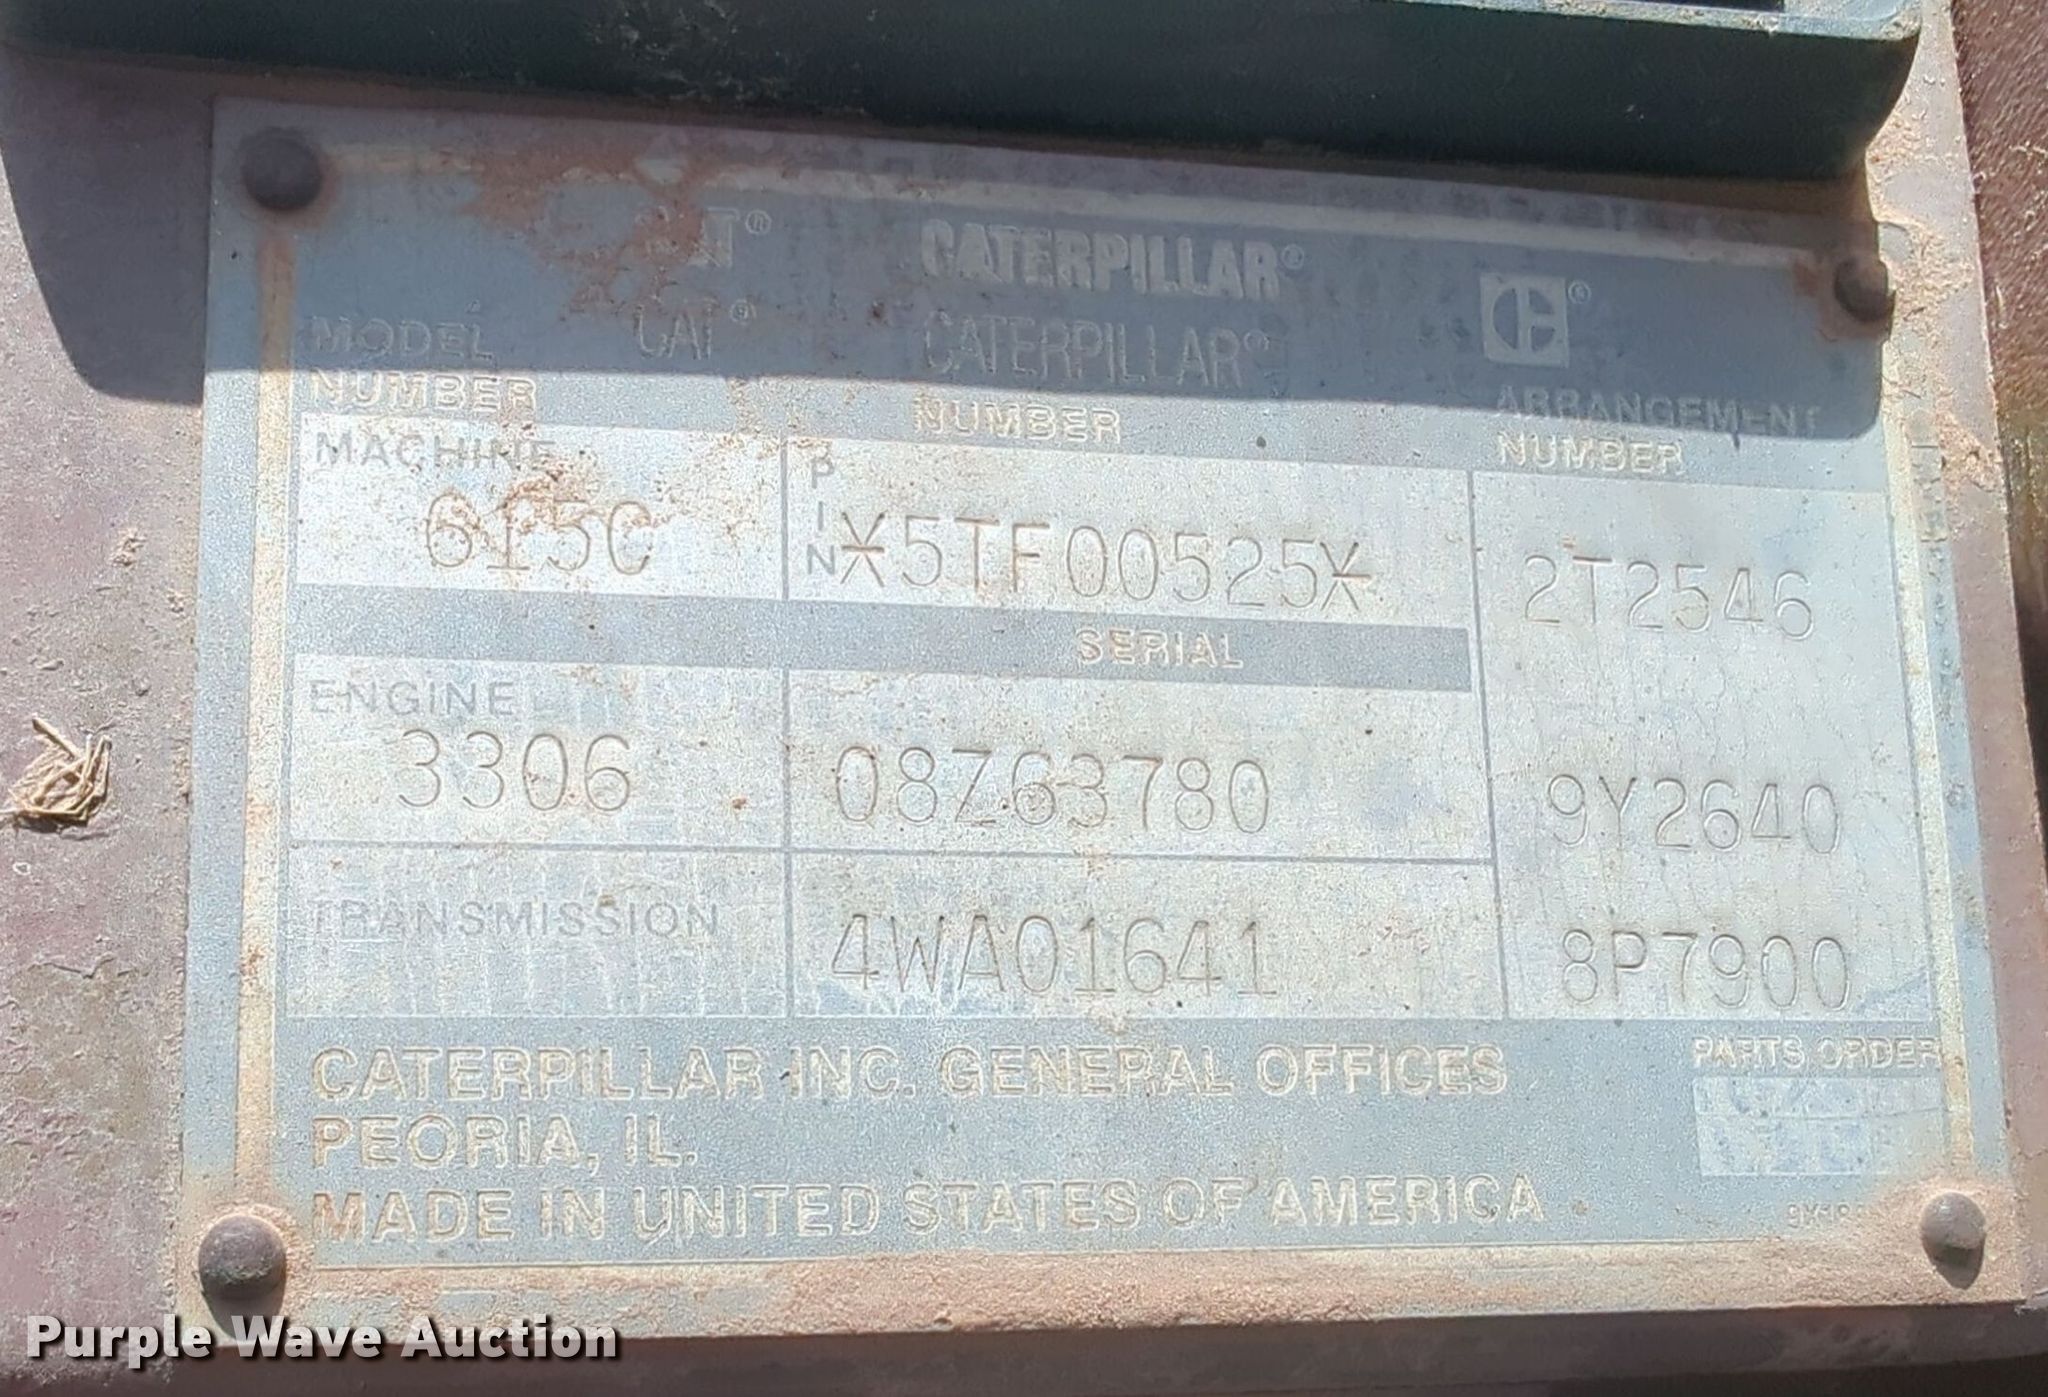 CAT® CATERPILLAR®
MODEL CAT® CATERPILLAR®
NUMBER NUMBER ARRANGEMENT
NUMBER
MACHINE PIN
615C *5TF00525* 2T2546
SERIAL
ENGINE
3306 08Z63780 9Y2640
TRANSMISSION
4WA01641 8P7900
CATERPILLAR INC. GENERAL OFFICES PARTS ORDER
PEORIA, IL.
MADE IN UNITED STATES OF AMERICA
Purple Wave Auction